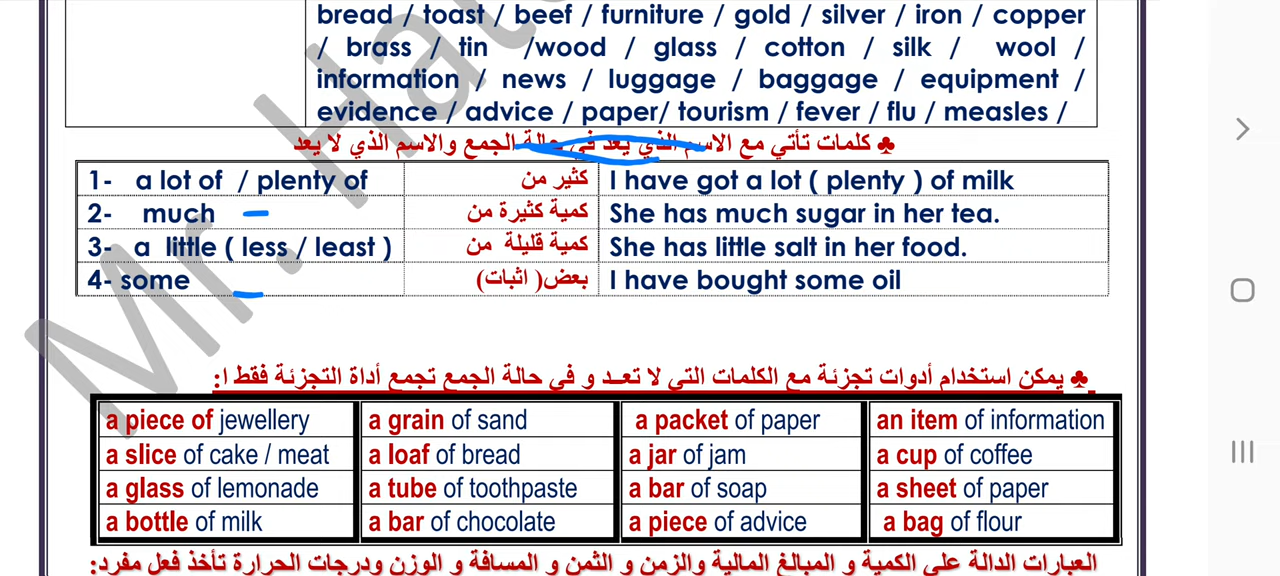 bread / toast / beef / furniture / gold / silver / iron / copper
/ brass / tin /wood / glass / cotton / silk / wool /
information / news / luggage / baggage / equipment /
evidence / advice / paper/ tourism / fever / flu / measles /
♣ كلمات تأتي مع الاسم الذي يعد في حالة الجمع والاسم الذي لا يعد
1- a lot of / plenty of كثير من I have got a lot ( plenty ) of milk
2- much كمية كثيرة من She has much sugar in her tea.
3- a little ( less / least ) كمية قليلة من She has little salt in her food.
4- some بعض( اثبات) I have bought some oil
♣ يمكن استخدام أدوات تجزئة مع الكلمات التي لا تعـد و في حالة الجمع تجمع أداة التجزئة فقط ا:
a piece of jewellery a grain of sand a packet of paper an item of information
a slice of cake / meat a loaf of bread a jar of jam a cup of coffee
a glass of lemonade a tube of toothpaste a bar of soap a sheet of paper
a bottle of milk a bar of chocolate a piece of advice a bag of flour
العبارات الدالة علي الكمية و المبالغ المالية والزمن و الثمن و المسافة و الوزن ودرجات الحرارة تأخذ فعل مفرد: